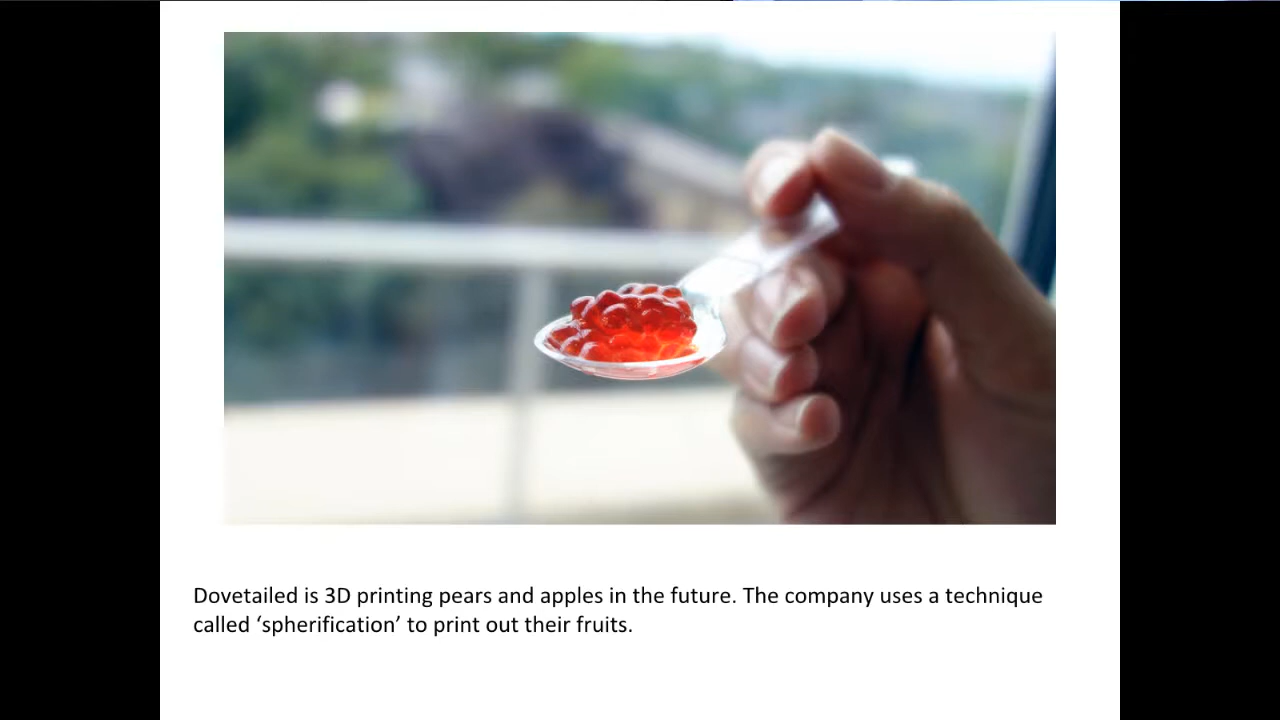 Dovetailed is 3D printing pears and apples in the future. The company uses a technique
called ‘spherification’ to print out their fruits.